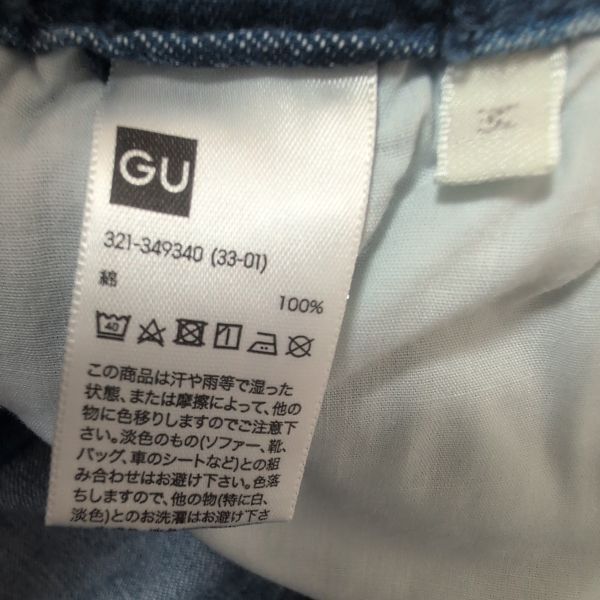 GU
321-349340 (33-01)
綿
100%
40
この商品は汗や雨等で湿った
状態、または摩擦によって、他の
物に色移りしますのでご注意下
さい。淡色のもの(ソファー、靴、
バッグ、車のシートなど)との組
み合わせはお避け下さい。色落
ちしますので、他の物(特に白、
淡色)とのお洗濯はお避け下さ